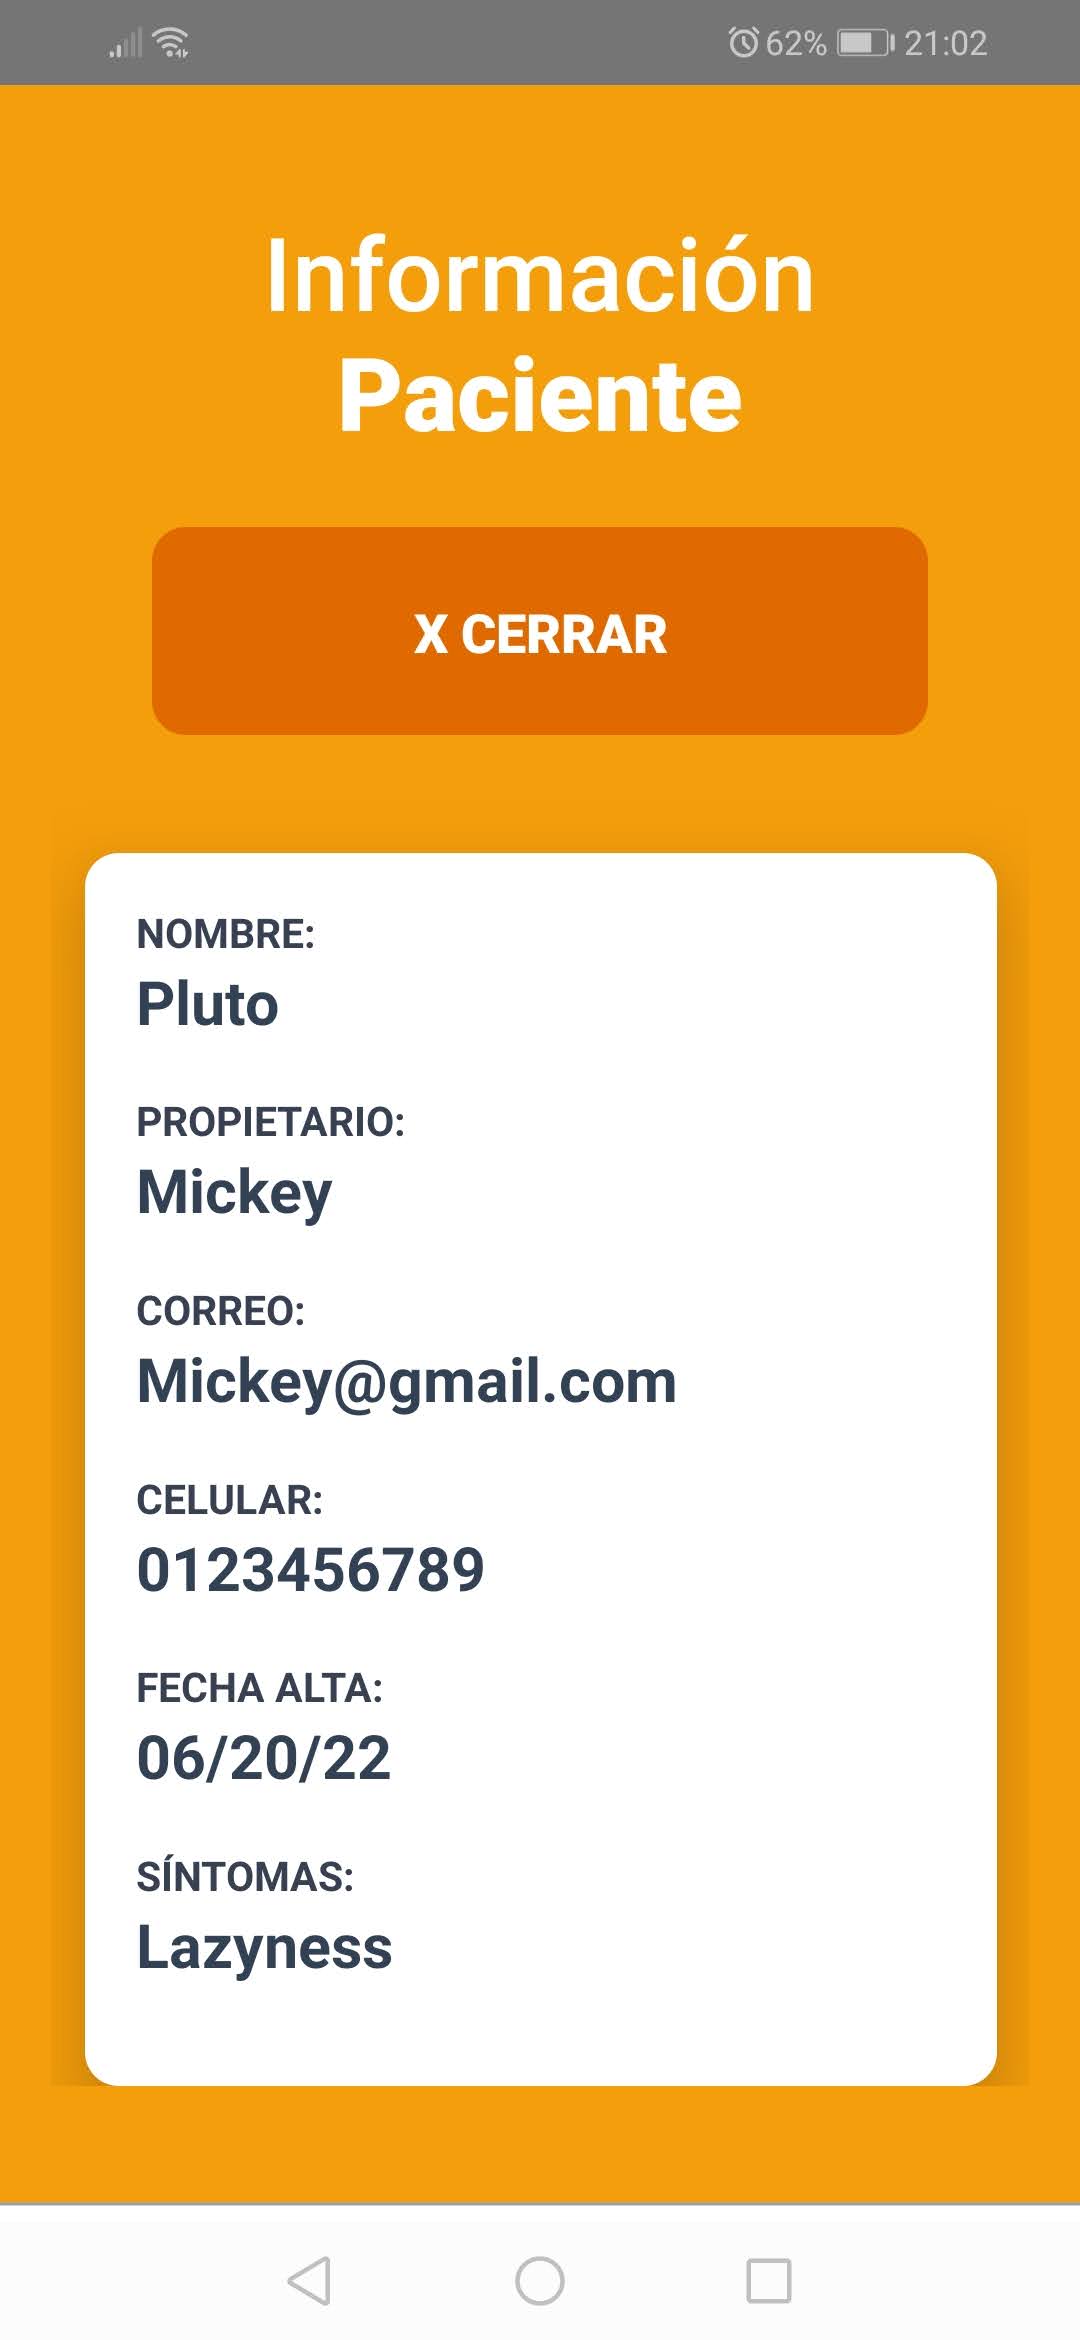 62% 21:02
Información
Paciente
X CERRAR
NOMBRE:
Pluto
PROPIETARIO:
Mickey
CORREO:
Mickey@gmail.com
CELULAR:
0123456789
FECHA ALTA:
06/20/22
SÍNTOMAS:
Lazyness